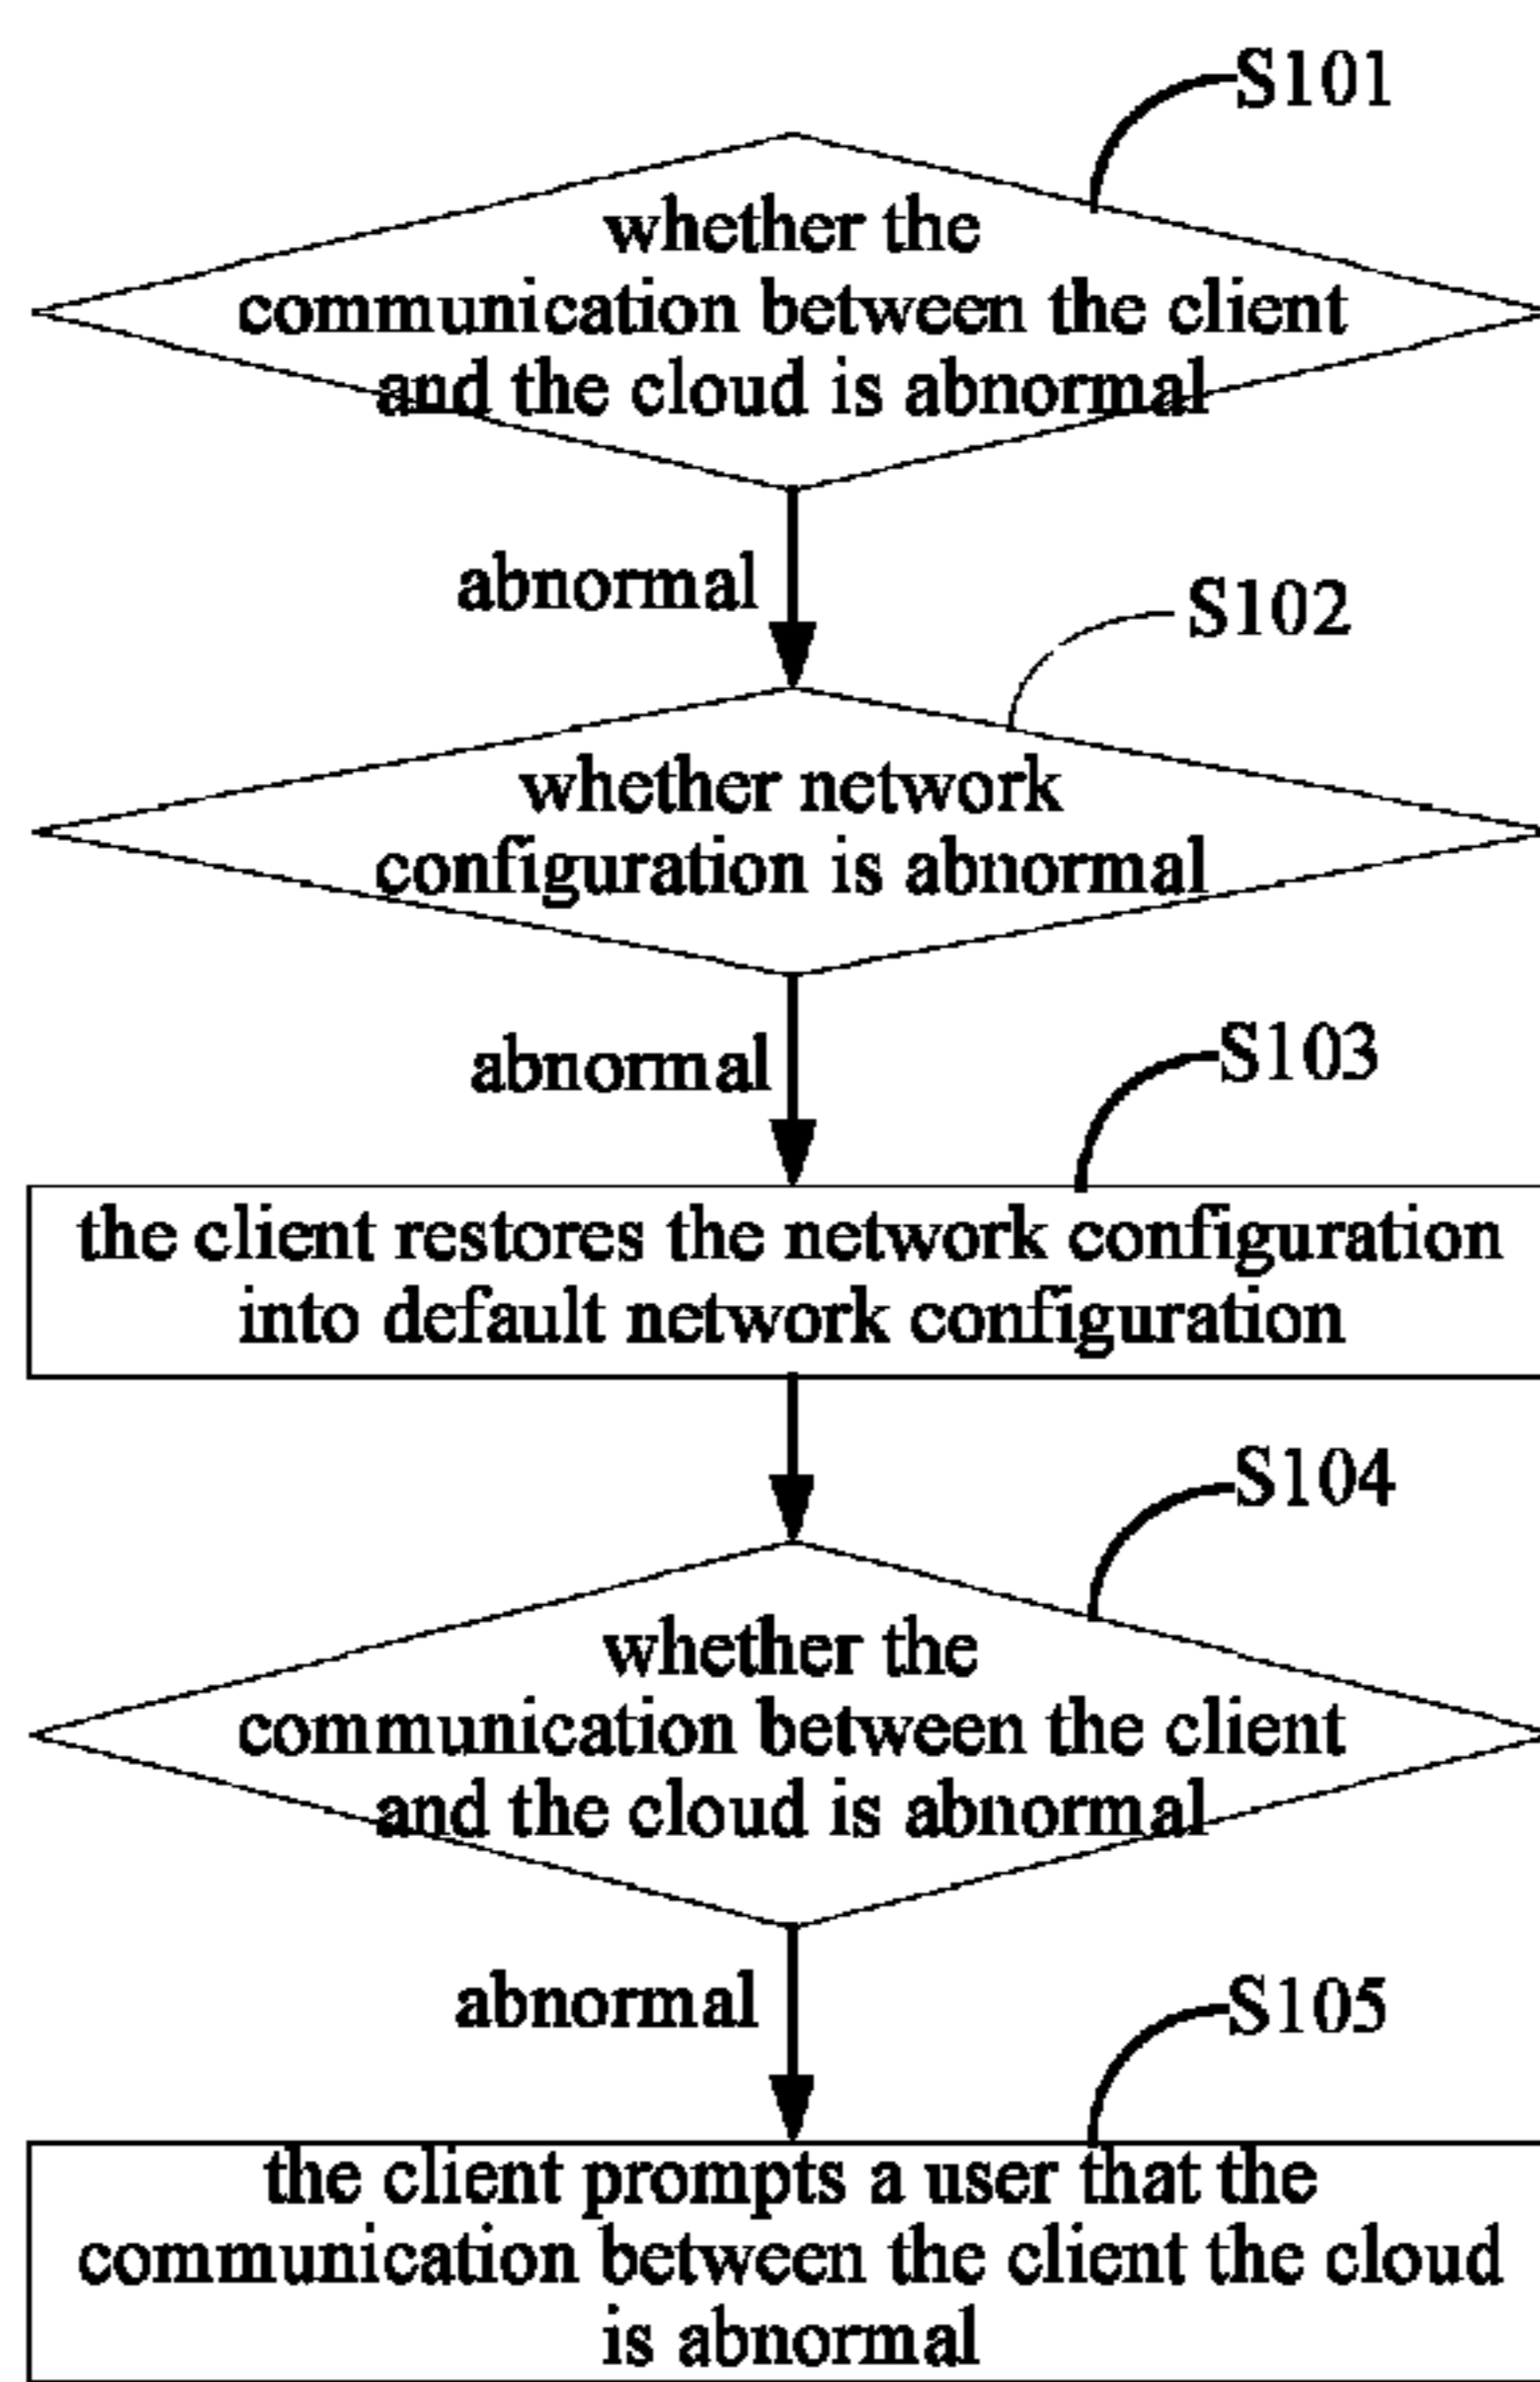 S101
whether the
communication between the client
and the cloud is abnormal
abnormal
S102
whether network
configuration is abnormal
abnormal
S103
the client restores the network configuration
into default network configuration
S104
whether the
communication between the client
and the cloud is abnormal
abnormal
S105
the client prompts a user that the
communication between the client the cloud
is abnormal